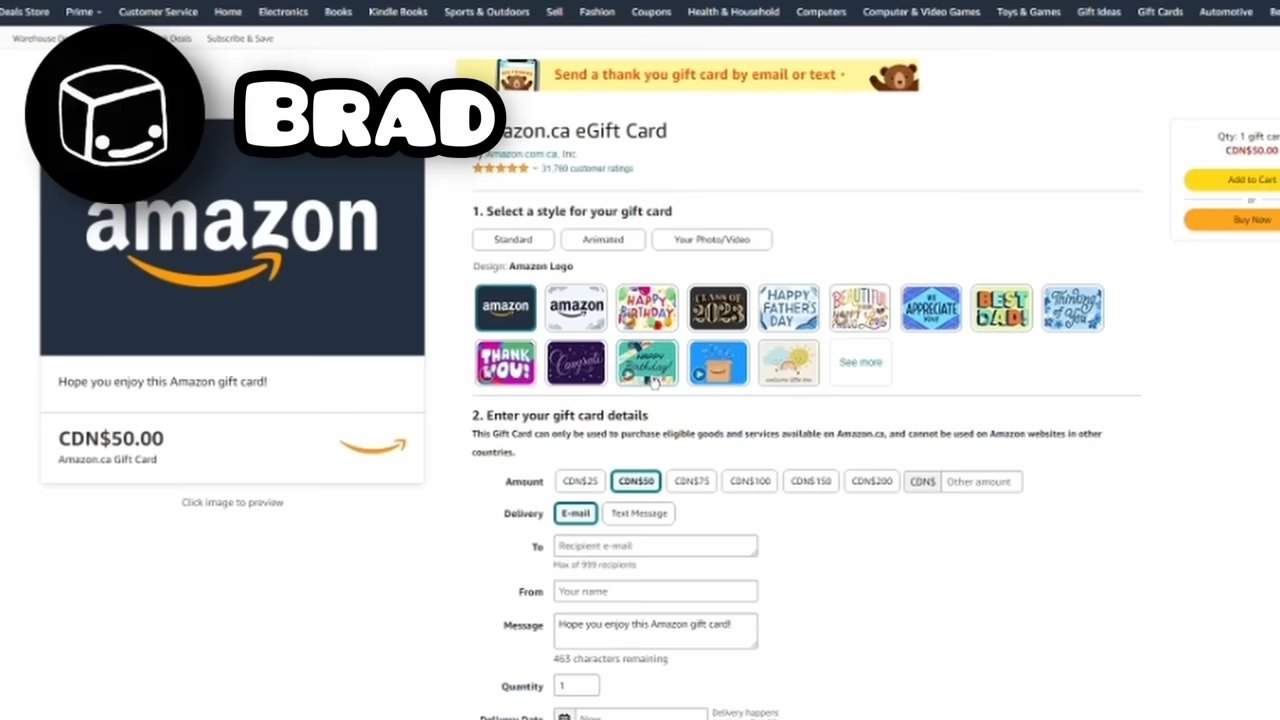 Deals Store Prime Customer Service Home Electronics Books Kindle Books Sports & Outdoors Sell Fashion Coupons Health & Household Computers Computer & Video Games Toys & Games Gift Ideas Gift Cards Automotive
Warehouse Deals Subscribe & Save
Send a thank you gift card by email or text
BRAD
azon.ca eGift Card
Amazon.com.ca, Inc.
31,760 customer ratings
Qty: 1 gift car
CDN$50.00
Add to Cart
or
Buy Now
amazon
1. Select a style for your gift card
Standard Animated Your Photo/Video
Design: Amazon Logo
amazon amazon HAPPY BIRTHDAY CLASS OF 2023 HAPPY FATHER'S DAY BEAUTIFUL WE APPRECIATE YOU! BEST DAD! Thinking of You
THANK YOU! Congrats HAPPY Birthday! See more
Hope you enjoy this Amazon gift card!
CDN$50.00
Amazon.ca Gift Card
Click image to preview
2. Enter your gift card details
This Gift Card can only be used to purchase eligible goods and services available on Amazon.ca, and cannot be used on Amazon websites in other
countries.
Amount CDN$25 CDN$50 CDN$75 CDN$100 CDN$150 CDN$200 CDN$ Other amount
Delivery E-mail Text Message
To Recipient e-mail
Max of 999 recipients
From Your name
Message Hope you enjoy this Amazon gift card!
463 characters remaining
Quantity 1
Delivery Date Now Delivery happens